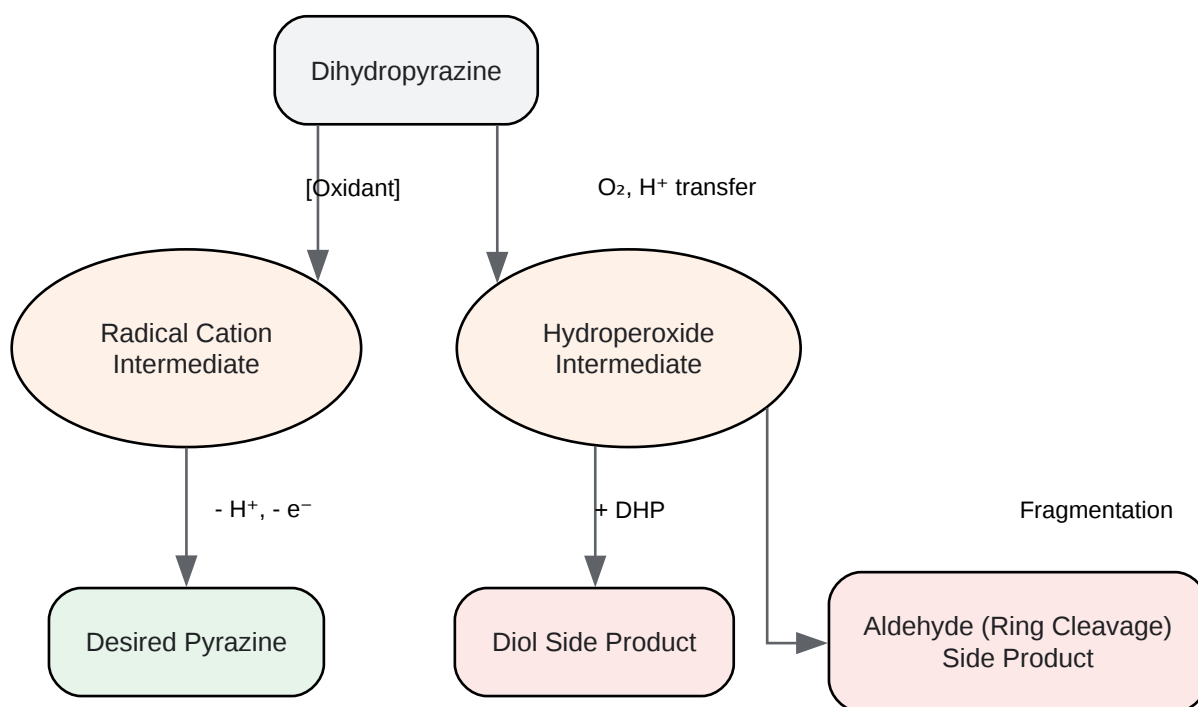 Dihydropyrazine
[Oxidant]
O₂, H⁺ transfer
Radical Cation
Intermediate
Hydroperoxide
Intermediate
- H⁺, - e⁻
+ DHP
Fragmentation
Desired Pyrazine
Diol Side Product
Aldehyde (Ring Cleavage)
Side Product